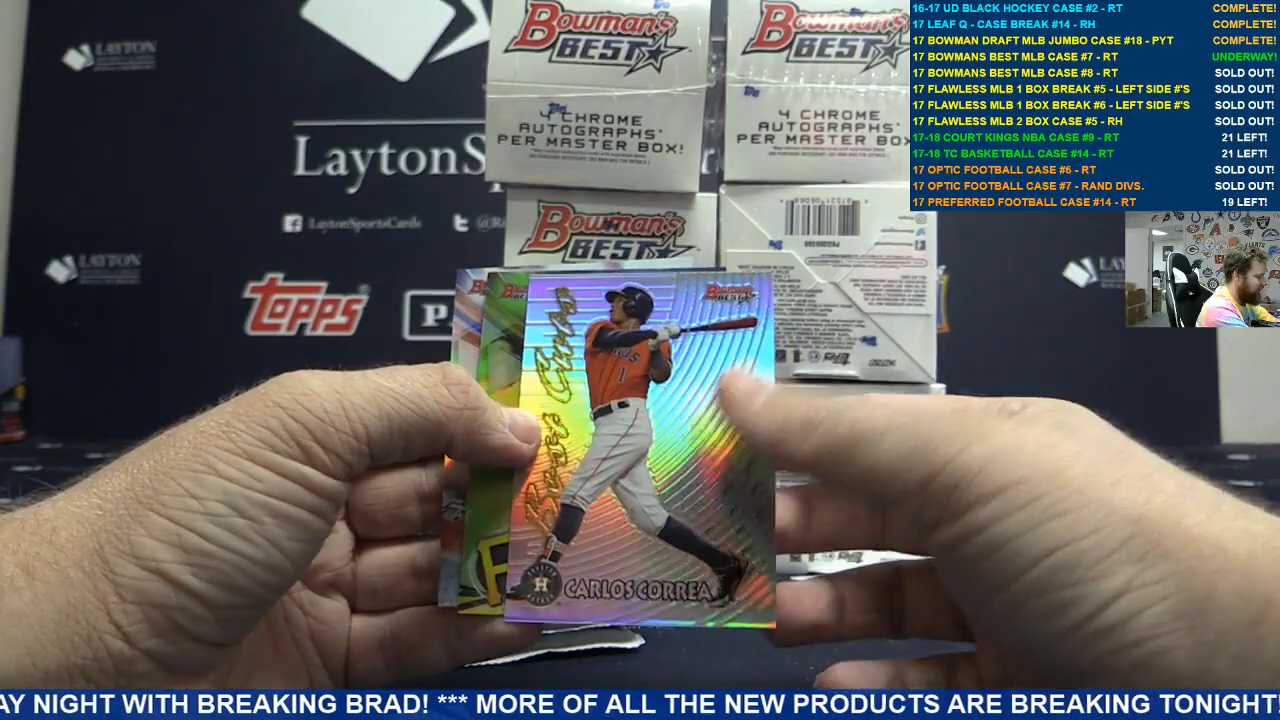 16-17 UD BLACK HOCKEY CASE #2 - RT COMPLETE!
17 LEAF Q - CASE BREAK #14 - RH COMPLETE!
17 BOWMAN DRAFT MLB JUMBO CASE #18 - PYT COMPLETE!
17 BOWMANS BEST MLB CASE #7 - RT UNDERWAY!
17 BOWMANS BEST MLB CASE #8 - RT SOLD OUT!
17 FLAWLESS MLB 1 BOX BREAK #5 - LEFT SIDE #'S SOLD OUT!
17 FLAWLESS MLB 1 BOX BREAK #6 - LEFT SIDE #'S SOLD OUT!
17 FLAWLESS MLB 2 BOX CASE #5 - RH SOLD OUT!
17-18 COURT KINGS NBA CASE #9 - RT 21 LEFT!
17-18 TC BASKETBALL CASE #14 - RT 21 LEFT!
17 OPTIC FOOTBALL CASE #6 - RT SOLD OUT!
17 OPTIC FOOTBALL CASE #7 - RAND DIVS. SOLD OUT!
17 PREFERRED FOOTBALL CASE #14 - RT 19 LEFT!
Bowman's
BEST
4 CHROME
AUTOGRAPHS*
PER MASTER BOX!
Bowman's
BEST
4 CHROME
AUTOGRAPHS*
PER MASTER BOX
LAYTON
LaytonS
LaytonSportsCards
LAYTON
TOPPS
Bowman's
BEST
topps
Bowman's
BEST
1
H
CARLOS CORREA
AY NIGHT WITH BREAKING BRAD! *** MORE OF ALL THE NEW PRODUCTS ARE BREAKING TONIGHT!